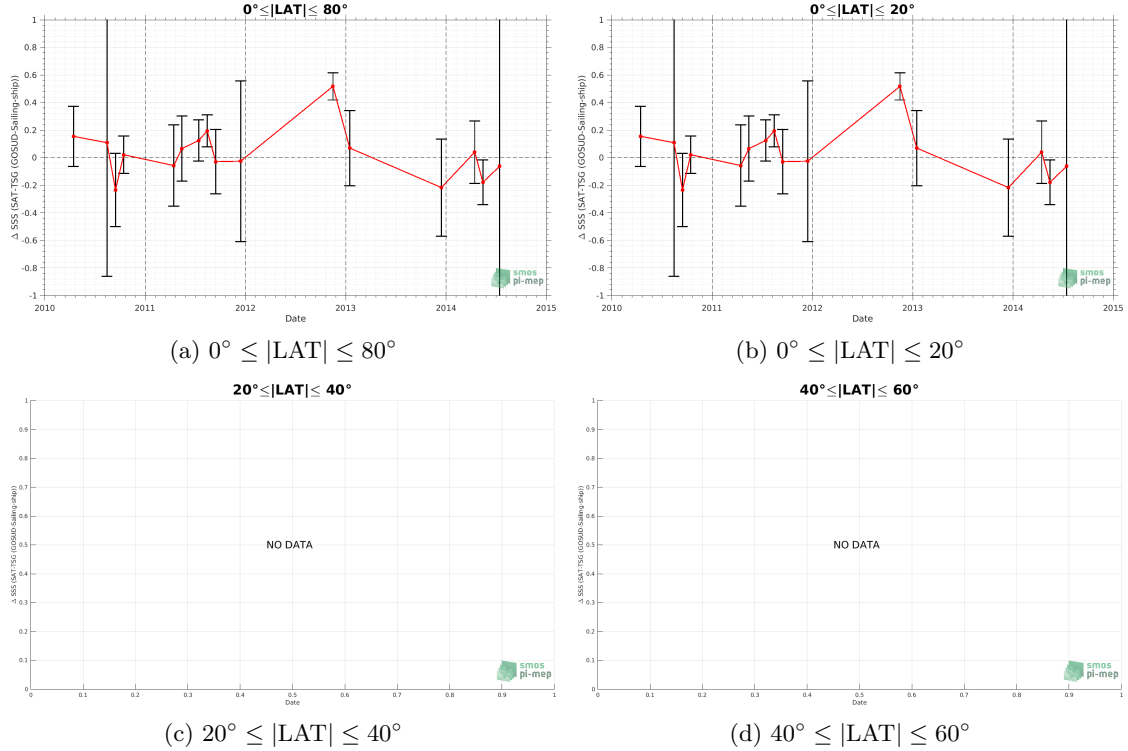 0°≤|LAT|≤ 80°
1
0.8
0.6
0.4
0.2
0
-0.2
-0.4
-0.6
-0.8
-1
Δ SSS (SAT-TSG (GOSUD-Sailing-ship))
2010 2011 2012 2013 2014 2015
Date
smos
pi-mep
(a) 0° ≤ |LAT| ≤ 80°
0°≤|LAT|≤ 20°
1
0.8
0.6
0.4
0.2
0
-0.2
-0.4
-0.6
-0.8
-1
Δ SSS (SAT-TSG (GOSUD-Sailing-ship))
2010 2011 2012 2013 2014 2015
Date
smos
pi-mep
(b) 0° ≤ |LAT| ≤ 20°
20°≤|LAT|≤ 40°
1
0.9
0.8
0.7
0.6
0.5
0.4
0.3
0.2
0.1
0
Δ SSS (SAT-TSG (GOSUD-Sailing-ship))
NO DATA
0 0.1 0.2 0.3 0.4 0.5 0.6 0.7 0.8 0.9 1
Date
smos
pi-mep
(c) 20° ≤ |LAT| ≤ 40°
40°≤|LAT|≤ 60°
1
0.9
0.8
0.7
0.6
0.5
0.4
0.3
0.2
0.1
0
Δ SSS (SAT-TSG (GOSUD-Sailing-ship))
NO DATA
0 0.1 0.2 0.3 0.4 0.5 0.6 0.7 0.8 0.9 1
Date
smos
pi-mep
(d) 40° ≤ |LAT| ≤ 60°